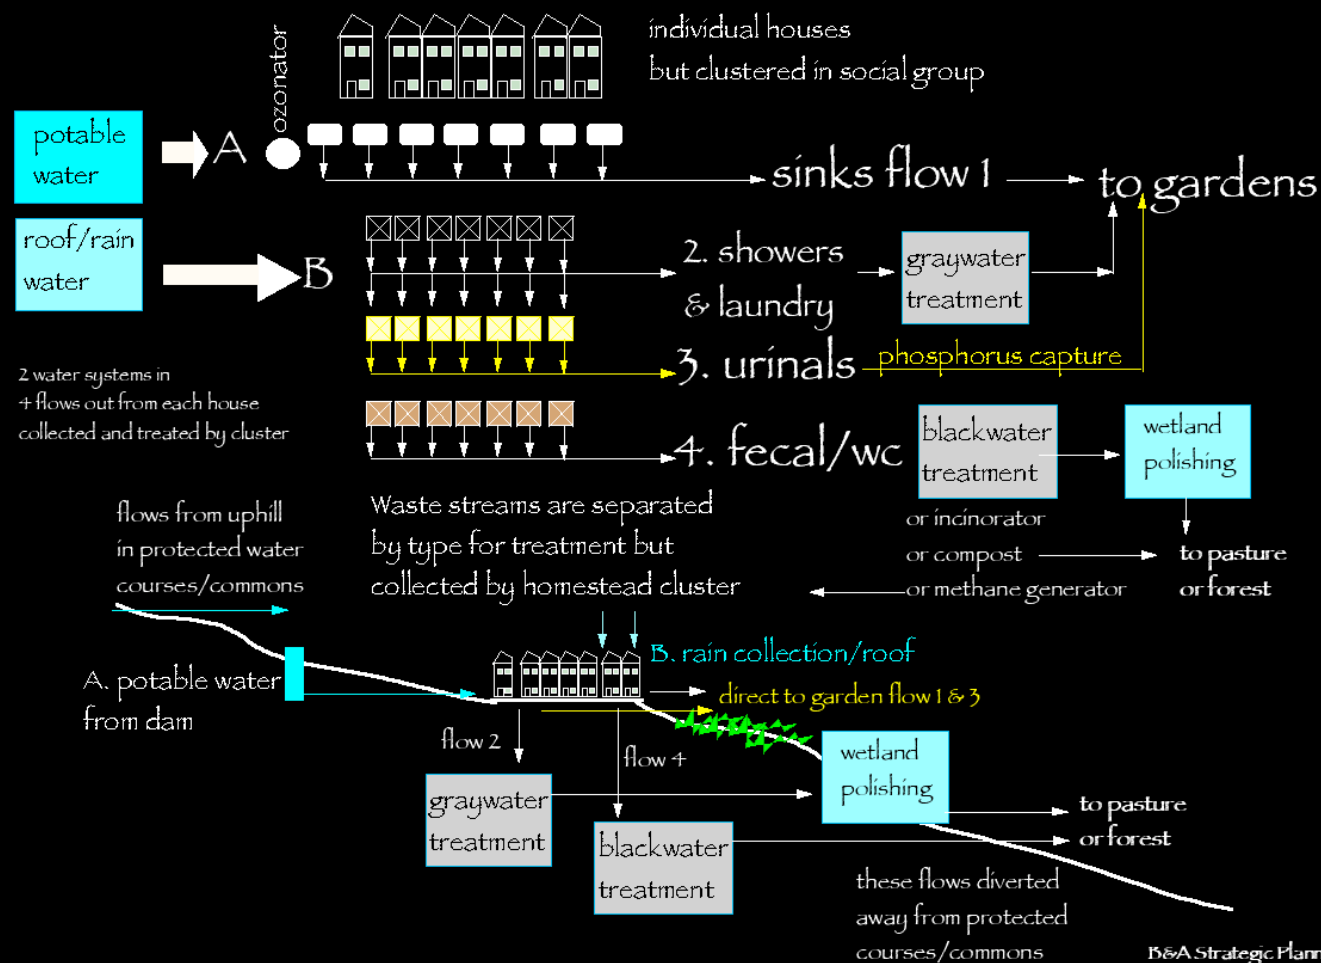 individual houses
but clustered in social group
ozonator
potable
water
A
sinks flow 1
to gardens
roof/rain
water
B
2. showers
& laundry
graywater
treatment
3. urinals
phosphorus capture
2 water systems in
4 flows out from each house
collected and treated by cluster
4. fecal/wc
blackwater
treatment
wetland
polishing
or incinorator
or compost
or methane generator
to pasture
or forest
flows from uphill
in protected water
courses/commons
Waste streams are separated
by type for treatment but
collected by homestead cluster
A. potable water
from dam
B. rain collection/roof
direct to garden flow 1 & 3
flow 2
flow 4
graywater
treatment
blackwater
treatment
wetland
polishing
to pasture
or forest
these flows diverted
away from protected
courses/commons
B&A Strategic Plann